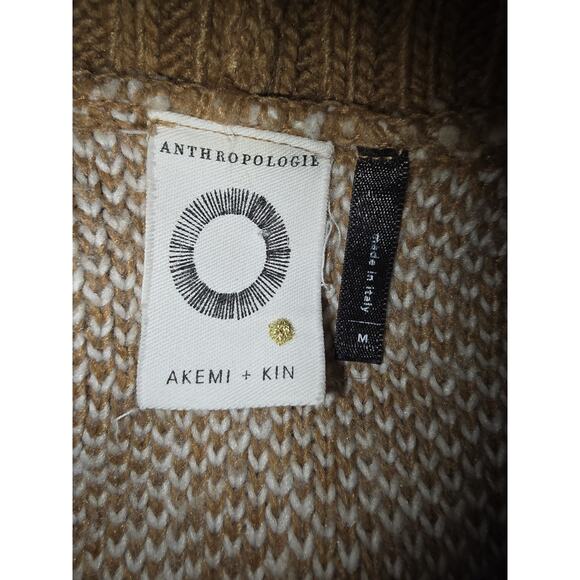 ANTHROPOLOGIE
AKEMI + KIN
made in italy | M